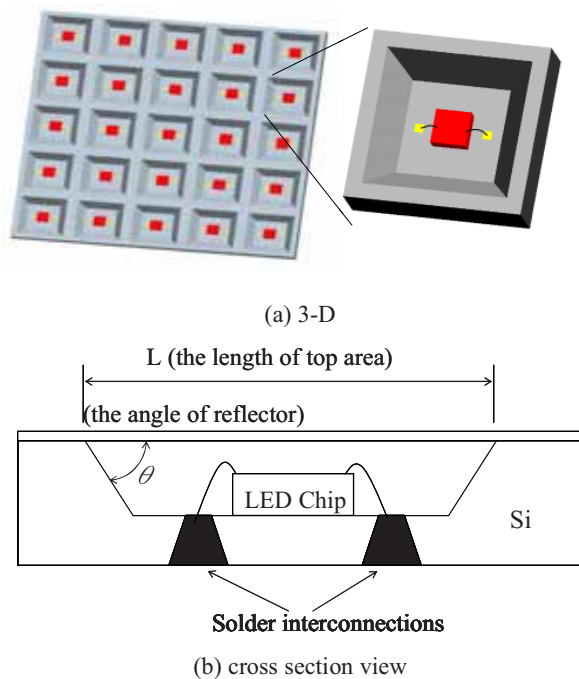 (a) 3-D
L (the length of top area)
(the angle of reflector)
θ
LED Chip
Si
Solder interconnections
(b) cross section view